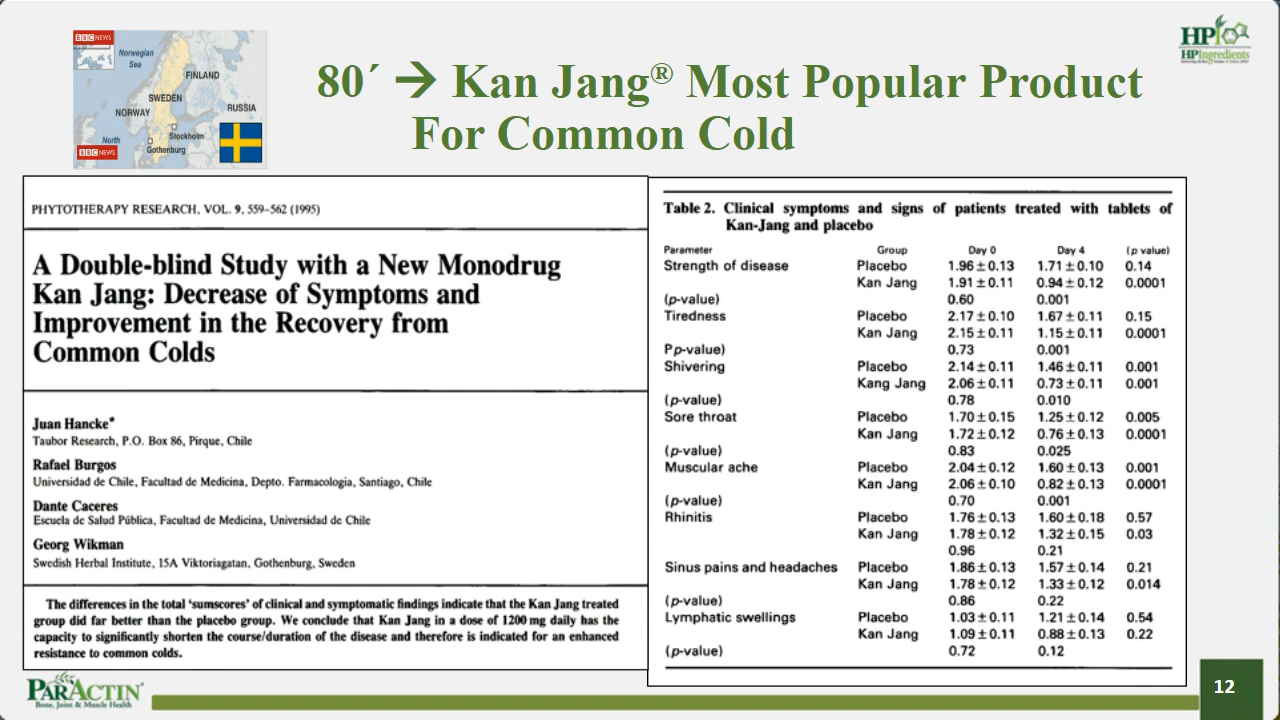 BBC NEWS
Norwegian
Sea
FINLAND
SWEDEN
NORWAY
RUSSIA
North
Stockholm
BBC NEWS
Gothenburg
80´ → Kan Jang® Most Popular Product
For Common Cold
HP
HPIngredients
PHYTOTHERAPY RESEARCH, VOL. 9, 559–562 (1995)
A Double-blind Study with a New Monodrug
Kan Jang: Decrease of Symptoms and
Improvement in the Recovery from
Common Colds
Juan Hancke*
Taubor Research, P.O. Box 86, Pirque, Chile
Rafael Burgos
Universidad de Chile, Facultad de Medicina, Depto. Farmacologia, Santiago, Chile
Dante Caceres
Escuela de Salud Pública, Facultad de Medicina, Universidad de Chile
Georg Wikman
Swedish Herbal Institute, 15A Viktoriagatan, Gothenburg, Sweden
The differences in the total ‘sumscores’ of clinical and symptomatic findings indicate that the Kan Jang treated
group did far better than the placebo group. We conclude that Kan Jang in a dose of 1200 mg daily has the
capacity to significantly shorten the course/duration of the disease and therefore is indicated for an enhanced
resistance to common colds.
Table 2. Clinical symptoms and signs of patients treated with tablets of
Kan-Jang and placebo
Parameter Group Day 0 Day 4 (p value)
Strength of disease Placebo 1.96±0.13 1.71±0.10 0.14
Kan Jang 1.91±0.11 0.94±0.12 0.0001
(p-value) 0.60 0.001
Tiredness Placebo 2.17±0.10 1.67±0.11 0.15
Kan Jang 2.15±0.11 1.15±0.11 0.0001
Pp-value) 0.73 0.001
Shivering Placebo 2.14±0.11 1.46±0.11 0.001
Kang Jang 2.06±0.11 0.73±0.11 0.001
(p-value) 0.78 0.010
Sore throat Placebo 1.70±0.15 1.25±0.12 0.005
Kan Jang 1.72±0.12 0.76±0.13 0.0001
(p-value) 0.83 0.025
Muscular ache Placebo 2.04±0.12 1.60±0.13 0.001
Kan Jang 2.06±0.10 0.82±0.13 0.0001
(p-value) 0.70 0.001
Rhinitis Placebo 1.76±0.13 1.60±0.18 0.57
Kan Jang 1.78±0.12 1.32±0.15 0.03
0.96 0.21
Sinus pains and headaches Placebo 1.86±0.13 1.57±0.14 0.21
Kan Jang 1.78±0.12 1.33±0.12 0.014
(p-value) 0.86 0.22
Lymphatic swellings Placebo 1.03±0.11 1.21±0.14 0.54
Kan Jang 1.09±0.11 0.88±0.13 0.22
(p-value) 0.72 0.12
PARACTIN
Bone, Joint & Muscle Health
12